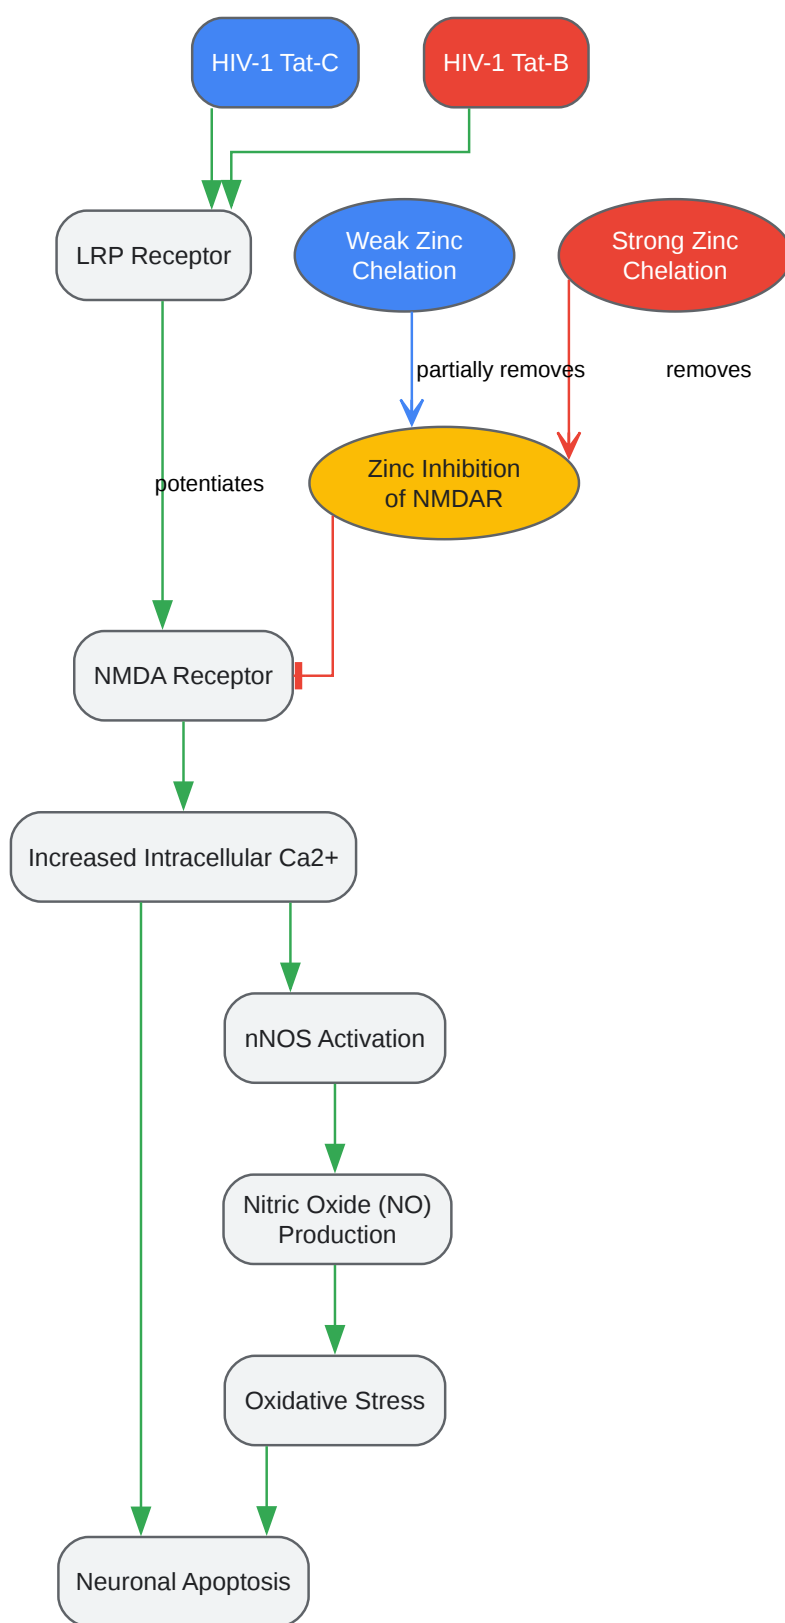 HIV-1 Tat-C
HIV-1 Tat-B
LRP Receptor
Weak Zinc
Chelation
Strong Zinc
Chelation
partially removes
removes
Zinc Inhibition
of NMDAR
potentiates
NMDA Receptor
Increased Intracellular Ca2+
nNOS Activation
Nitric Oxide (NO)
Production
Oxidative Stress
Neuronal Apoptosis